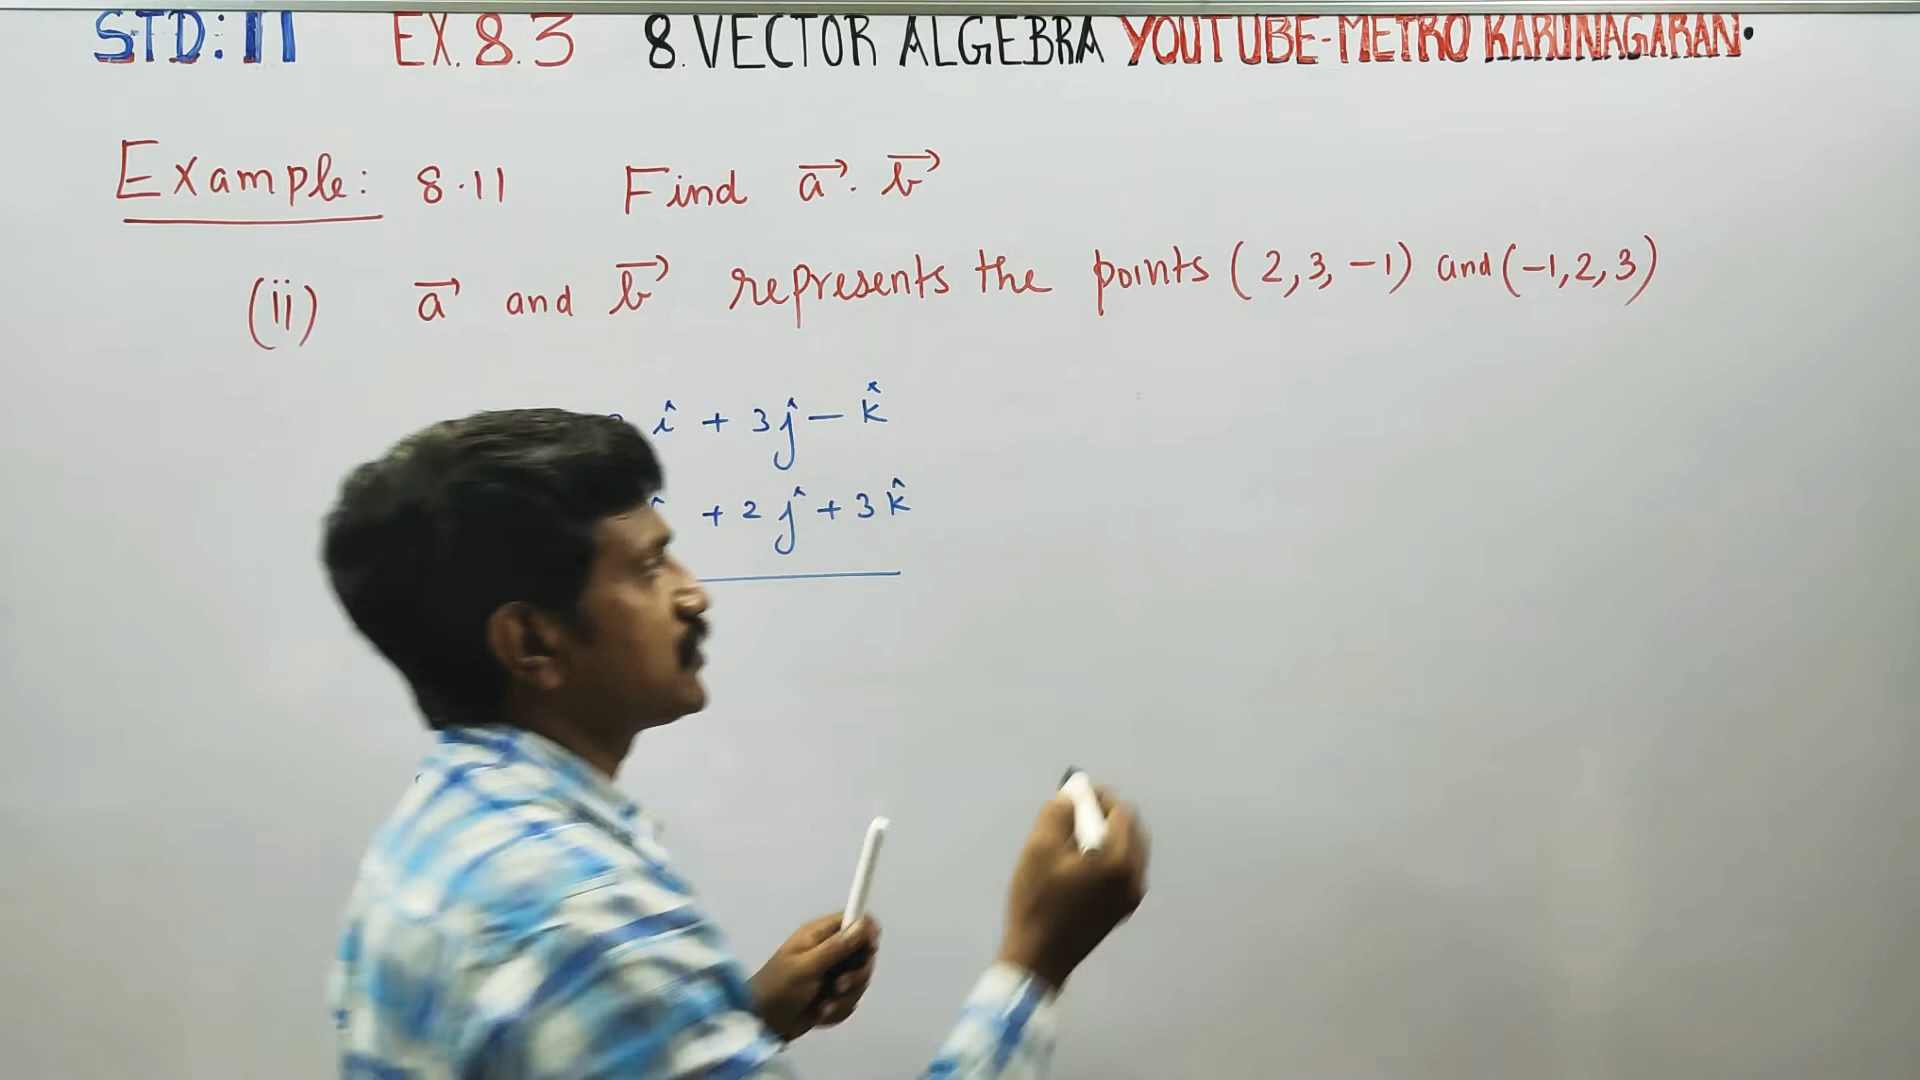 STD: 11 EX. 8.3 8. VECTOR ALGEBRA YOUTUBE-METRO KARUNAGARAN.
Example: 8.11 Find a⃗. b⃗
(ii) a⃗ and b⃗ represents the points (2,3,-1) and (-1,2,3)
î + 3ĵ - k̂
+ 2ĵ + 3k̂